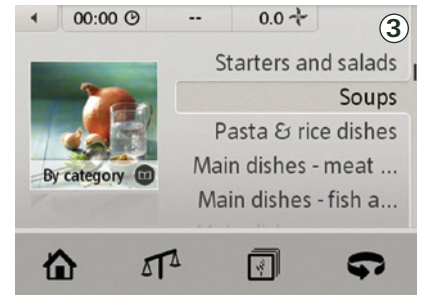 00:00 -- 0.0
3
Starters and salads
Soups
Pasta & rice dishes
Main dishes - meat ...
Main dishes - fish a...
By category